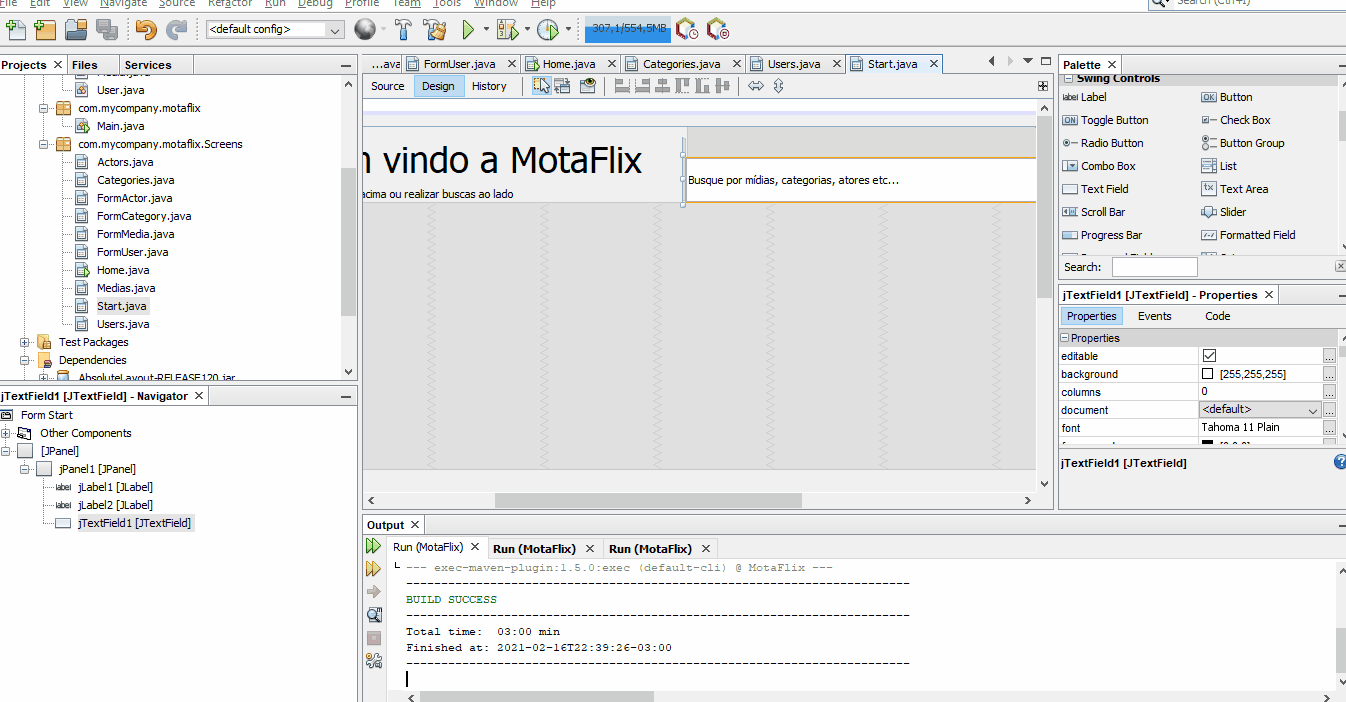 File Edit View Navigate Source Refactor Run Debug Profile Team Tools Window Help
Search (Ctrl+I)
<default config>
307,1/554,5MB
Projects Files Services
User.java
com.mycompany.motaflix
Main.java
com.mycompany.motaflix.Screens
Actors.java
Categories.java
FormActor.java
FormCategory.java
FormMedia.java
FormUser.java
Home.java
Medias.java
Start.java
Users.java
Test Packages
Dependencies
AbsoluteLayout-RELEASE120.jar
jTextField1 [JTextField] - Navigator
Form Start
Other Components
[JPanel]
jPanel1 [JPanel]
label jLabel1 [JLabel]
label jLabel2 [JLabel]
jTextField1 [JTextField]
...ava FormUser.java Home.java Categories.java Users.java Start.java
Source Design History
vindo a MotaFlix
acima ou realizar buscas ao lado
Busque por mídias, categorias, atores etc...
Output
Run (MotaFlix) Run (MotaFlix) Run (MotaFlix)
--- exec-maven-plugin:1.5.0:exec (default-cli) @ MotaFlix ---
------------------------------------------------------------------------
BUILD SUCCESS
------------------------------------------------------------------------
Total time:  03:00 min
Finished at: 2021-02-16T22:39:26-03:00
------------------------------------------------------------------------
Palette
Swing Controls
label Label OK Button
ON Toggle Button Check Box
Radio Button Button Group
Combo Box List
Text Field Text Area
Scroll Bar Slider
Progress Bar Formatted Field
Search:
jTextField1 [JTextField] - Properties
Properties Events Code
Properties
editable ...
background [255,255,255] ...
columns 0 ...
document <default> ...
font Tahoma 11 Plain ...
jTextField1 [JTextField]